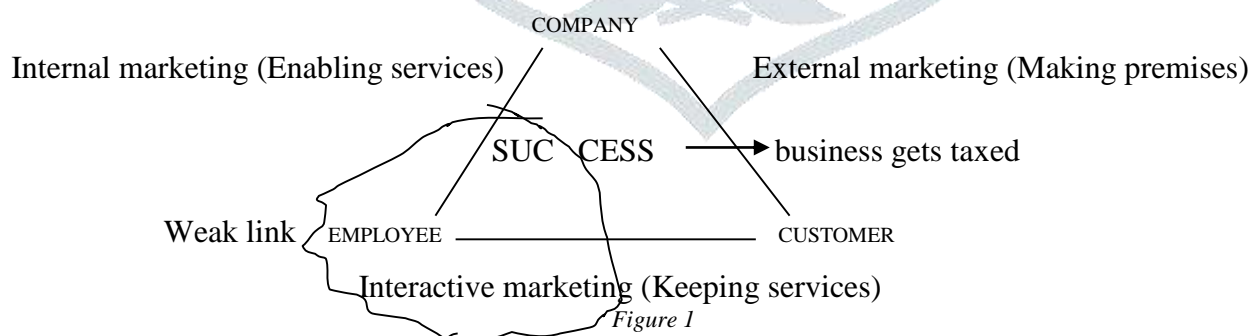 COMPANY
Internal marketing (Enabling services) External marketing (Making premises)
SUC CESS business gets taxed
Weak link EMPLOYEE CUSTOMER
Interactive marketing (Keeping services)
Figure 1